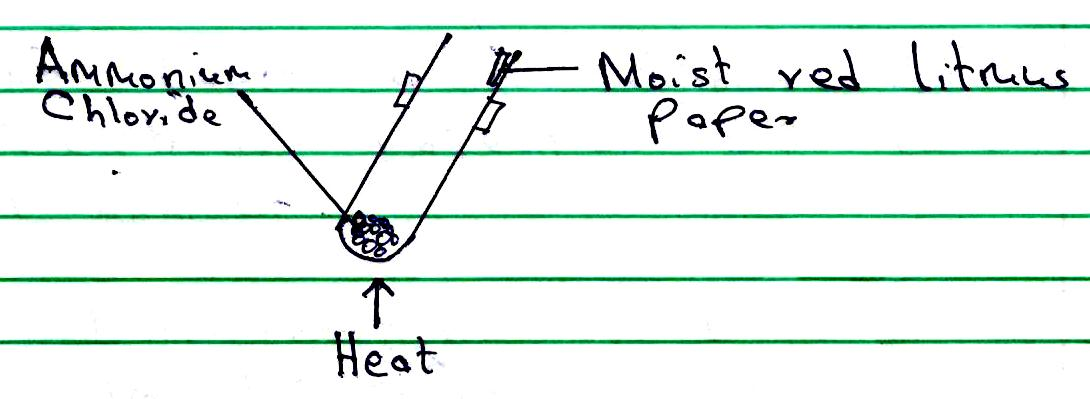 Ammonium
Chloride
Moist red litmus
paper
Heat